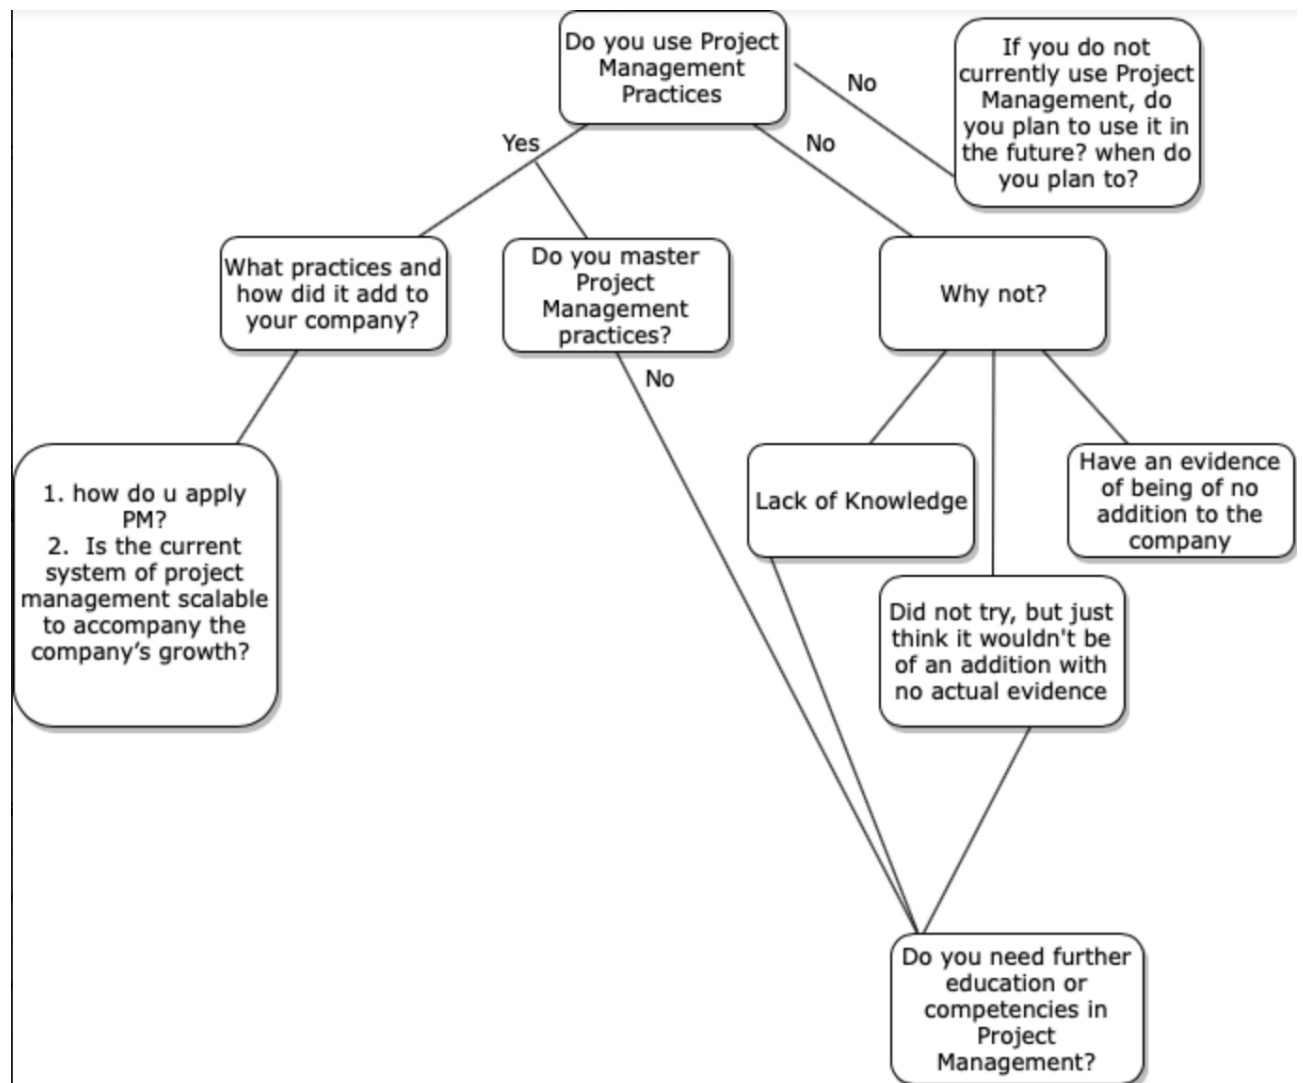 Do you use Project
Management
Practices
No
If you do not
currently use Project
Management, do
you plan to use it in
the future? when do
you plan to?
Yes
No
What practices and
how did it add to
your company?
Do you master
Project
Management
practices?
Why not?
No
1. how do u apply
PM?
2. Is the current
system of project
management scalable
to accompany the
company’s growth?
Lack of Knowledge
Have an evidence
of being of no
addition to the
company
Did not try, but just
think it wouldn't be
of an addition with
no actual evidence
Do you need further
education or
competencies in
Project
Management?